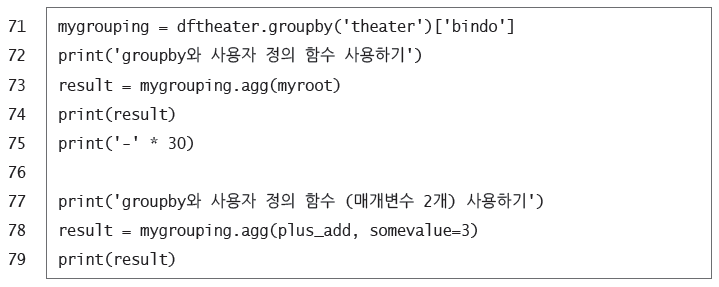 71 mygrouping = dftheater.groupby('theater')['bindo']
72 print('groupby와 사용자 정의 함수 사용하기')
73 result = mygrouping.agg(myroot)
74 print(result)
75 print('-' * 30)
76
77 print('groupby와 사용자 정의 함수 (매개변수 2개) 사용하기')
78 result = mygrouping.agg(plus_add, somevalue=3)
79 print(result)